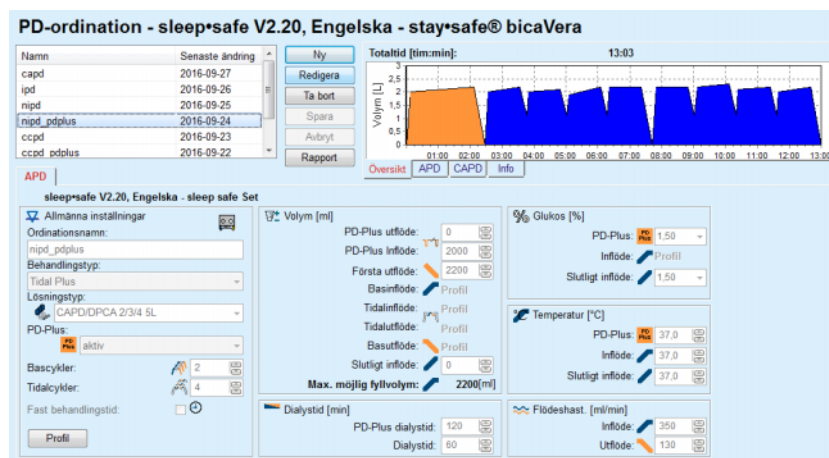 PD-ordination - sleep•safe V2.20, Engelska - stay•safe® bicaVera
Namn Senaste ändring
capd 2016-09-27
ipd 2016-09-26
nipd 2016-09-25
nipd_pdplus 2016-09-24
ccpd 2016-09-23
ccpd_pdplus 2016-09-22
Ny
Redigera
Ta bort
Spara
Avbryt
Rapport
Totaltid [tim:min]: 13:03
Volym [L]
3
2,5
2
1,5
1
0,5
0
01:00 02:00 03:00 04:00 05:00 06:00 07:00 08:00 09:00 10:00 11:00 12:00 13:00
Översikt APD CAPD Info
APD
sleep•safe V2.20, Engelska - sleep safe Set
Allmänna inställningar
Ordinationsnamn:
nipd_pdplus
Behandlingstyp:
Tidal Plus
Lösningstyp:
CAPD/DPCA 2/3/4 5L
PD-Plus:
PD Plus aktiv
Bascykler: 2
Tidalcykler: 4
Fast behandlingstid:
Profil
Volym [ml]
PD-Plus utflöde: 0
PD-Plus Inflöde: 2000
Första utflöde: 2200
Basinflöde: Profil
Tidalinflöde: Profil
Tidalutflöde: Profil
Basutflöde: Profil
Slutligt inflöde: 0
Max. möjlig fyllvolym: 2200[ml]
Dialystid [min]
PD-Plus dialystid: 120
Dialystid: 60
Glukos [%]
PD-Plus: PD Plus 1,50
Inflöde: Profil
Slutligt inflöde: 1,50
Temperatur [°C]
PD-Plus: PD Plus 37,0
Inflöde: 37,0
Slutligt inflöde: 37,0
Flödeshast. [ml/min]
Inflöde: 350
Utflöde: 130